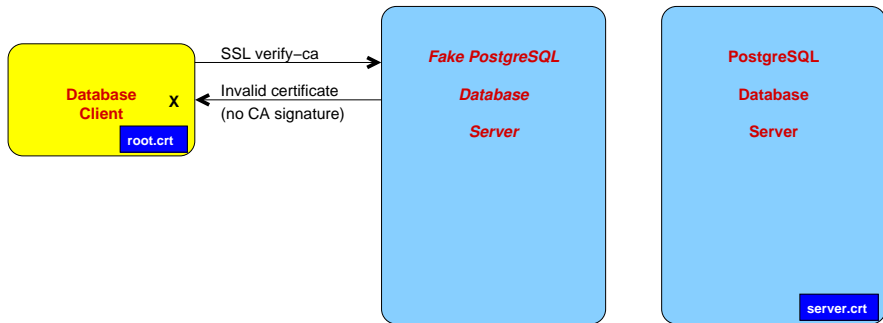 Database
Client
X
root.crt
SSL verify−ca
Invalid certificate
(no CA signature)
Fake PostgreSQL
Database
Server
PostgreSQL
Database
Server
server.crt